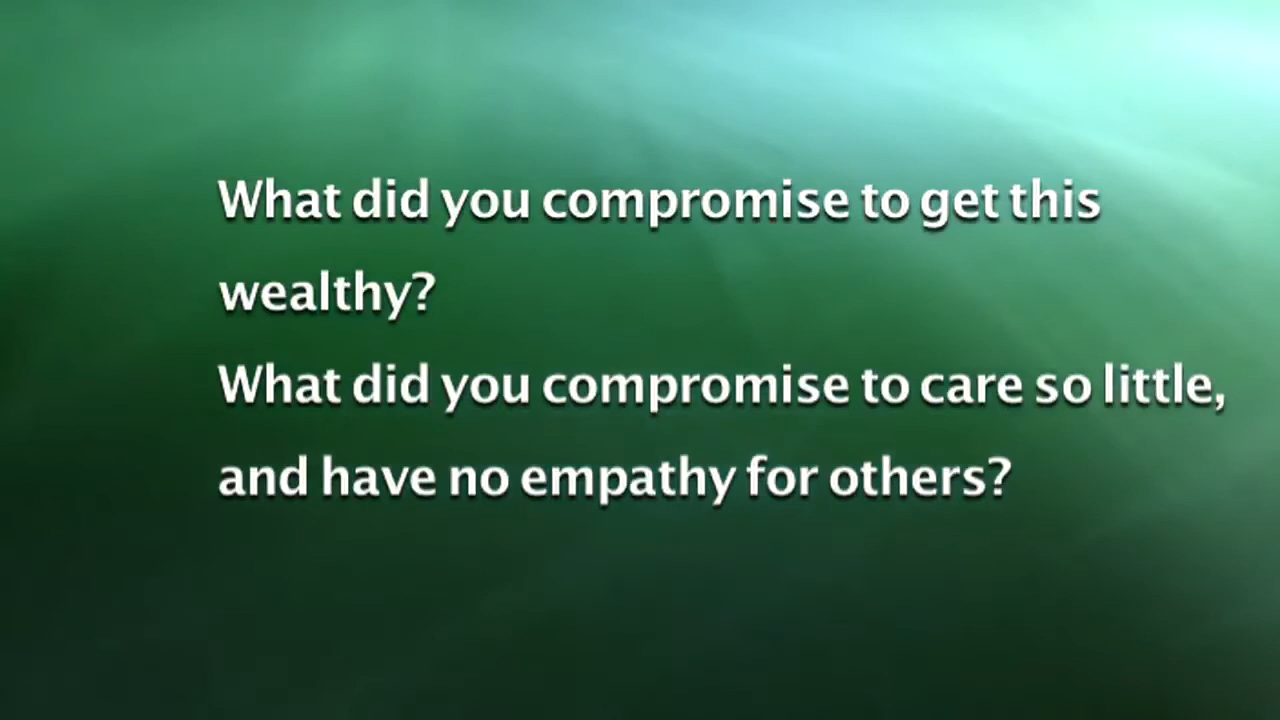 What did you compromise to get this
wealthy?
What did you compromise to care so little,
and have no empathy for others?